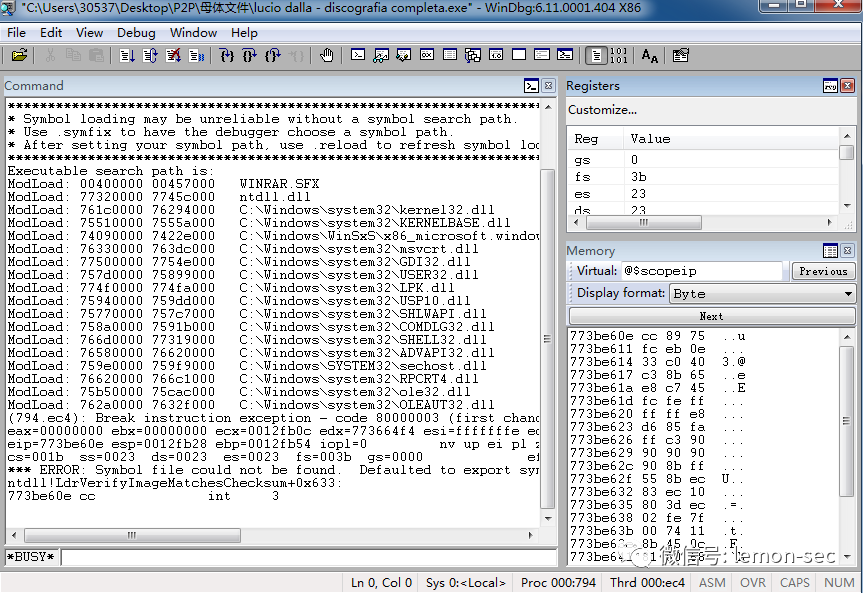 "C:\Users\30537\Desktop\P2P\母体文件\lucio dalla - discografia completa.exe" - WinDbg:6.11.0001.404 X86
File Edit View Debug Window Help
Command
* Symbol loading may be unreliable without a symbol search path.
* Use .symfix to have the debugger choose a symbol path.
* After setting your symbol path, use .reload to refresh symbol loc
Executable search path is:
ModLoad: 00400000 00457000 WINRAR.SFX
ModLoad: 77320000 7745c000 ntdll.dll
ModLoad: 761c0000 76294000 C:\Windows\system32\kernel32.dll
ModLoad: 75510000 7555a000 C:\Windows\system32\KERNELBASE.dll
ModLoad: 74090000 7422e000 C:\Windows\WinSxS\x86_microsoft.window
ModLoad: 76330000 763dc000 C:\Windows\system32\msvcrt.dll
ModLoad: 77500000 7754e000 C:\Windows\system32\GDI32.dll
ModLoad: 757d0000 75899000 C:\Windows\system32\USER32.dll
ModLoad: 774f0000 774fa000 C:\Windows\system32\LPK.dll
ModLoad: 75940000 759dd000 C:\Windows\system32\USP10.dll
ModLoad: 75770000 757c7000 C:\Windows\system32\SHLWAPI.dll
ModLoad: 758a0000 7591b000 C:\Windows\system32\COMDLG32.dll
ModLoad: 766d0000 77319000 C:\Windows\system32\SHELL32.dll
ModLoad: 76580000 76620000 C:\Windows\system32\ADVAPI32.dll
ModLoad: 759e0000 759f9000 C:\Windows\SYSTEM32\sechost.dll
ModLoad: 76620000 766c1000 C:\Windows\system32\RPCRT4.dll
ModLoad: 75b50000 75cac000 C:\Windows\system32\ole32.dll
ModLoad: 762a0000 7632f000 C:\Windows\system32\OLEAUT32.dll
(794.ec4): Break instruction exception - code 80000003 (first chanc
eax=00000000 ebx=00000000 ecx=0012fb0c edx=773664f4 esi=fffffffe ed
eip=773be60e esp=0012fb28 ebp=0012fb54 iopl=0 nv up ei pl z
cs=001b ss=0023 ds=0023 es=0023 fs=003b gs=0000 ef
*** ERROR: Symbol file could not be found. Defaulted to export sym
ntdll!LdrVerifyImageMatchesChecksum+0x633:
773be60e cc int 3
*BUSY*
Registers
Customize...
Reg Value
gs 0
fs 3b
es 23
ds 23
Memory
Virtual: @$scopeip Previous
Display format: Byte
Next
773be60e cc 89 75 ..u
773be611 fc eb 0e ...
773be614 33 c0 40 3.@
773be617 c3 8b 65 ..e
773be61a e8 c7 45 ..E
773be61d fc fe ff ...
773be620 ff ff e8 ...
773be623 d6 85 fa ...
773be626 ff c3 90 ...
773be629 90 90 90 ...
773be62c 90 8b ff ...
773be62f 55 8b ec U..
773be632 83 ec 10 ...
773be635 80 3d ec .=.
773be638 02 fe 7f ...
773be63b 00 74 11 .t.
8b 45 0c .E.
微信号: lemon-sec
Ln 0, Col 0 Sys 0:<Local> Proc 000:794 Thrd 000:ec4 ASM OVR CAPS NUM